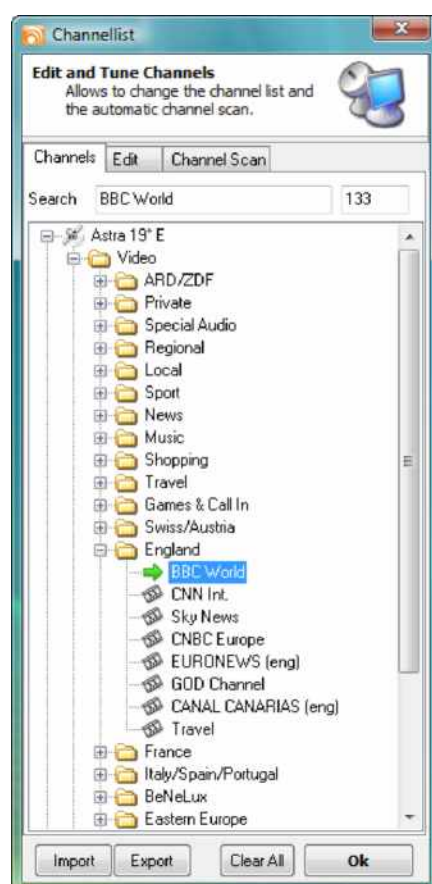 Channellist
Edit and Tune Channels
Allows to change the channel list and
the automatic channel scan.
Channels Edit Channel Scan
Search BBC World 133
Astra 19° E
Video
ARD/ZDF
Private
Special Audio
Regional
Local
Sport
News
Music
Shopping
Travel
Games & Call In
Swiss/Austria
England
BBC World
CNN Int.
Sky News
CNBC Europe
EURONEWS (eng)
GOD Channel
CANAL CANARIAS (eng)
Travel
France
Italy/Spain/Portugal
BeNeLux
Eastern Europe
Import Export Clear All Ok